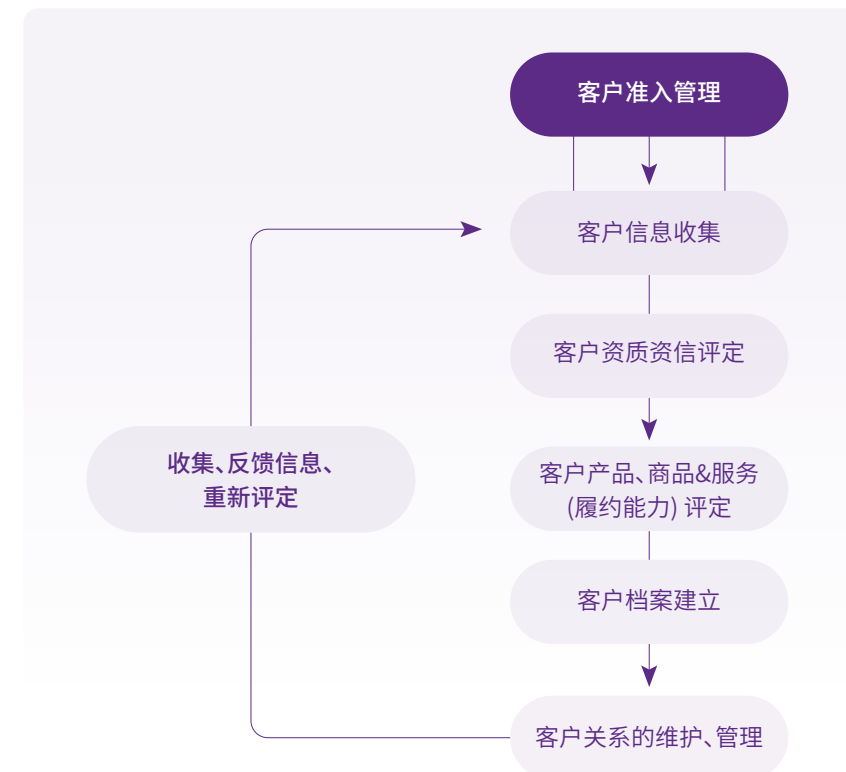 客户准入管理
客户信息收集
客户资质资信评定
收集、反馈信息、
重新评定
客户产品、商品&服务
(履约能力) 评定
客户档案建立
客户关系的维护、管理